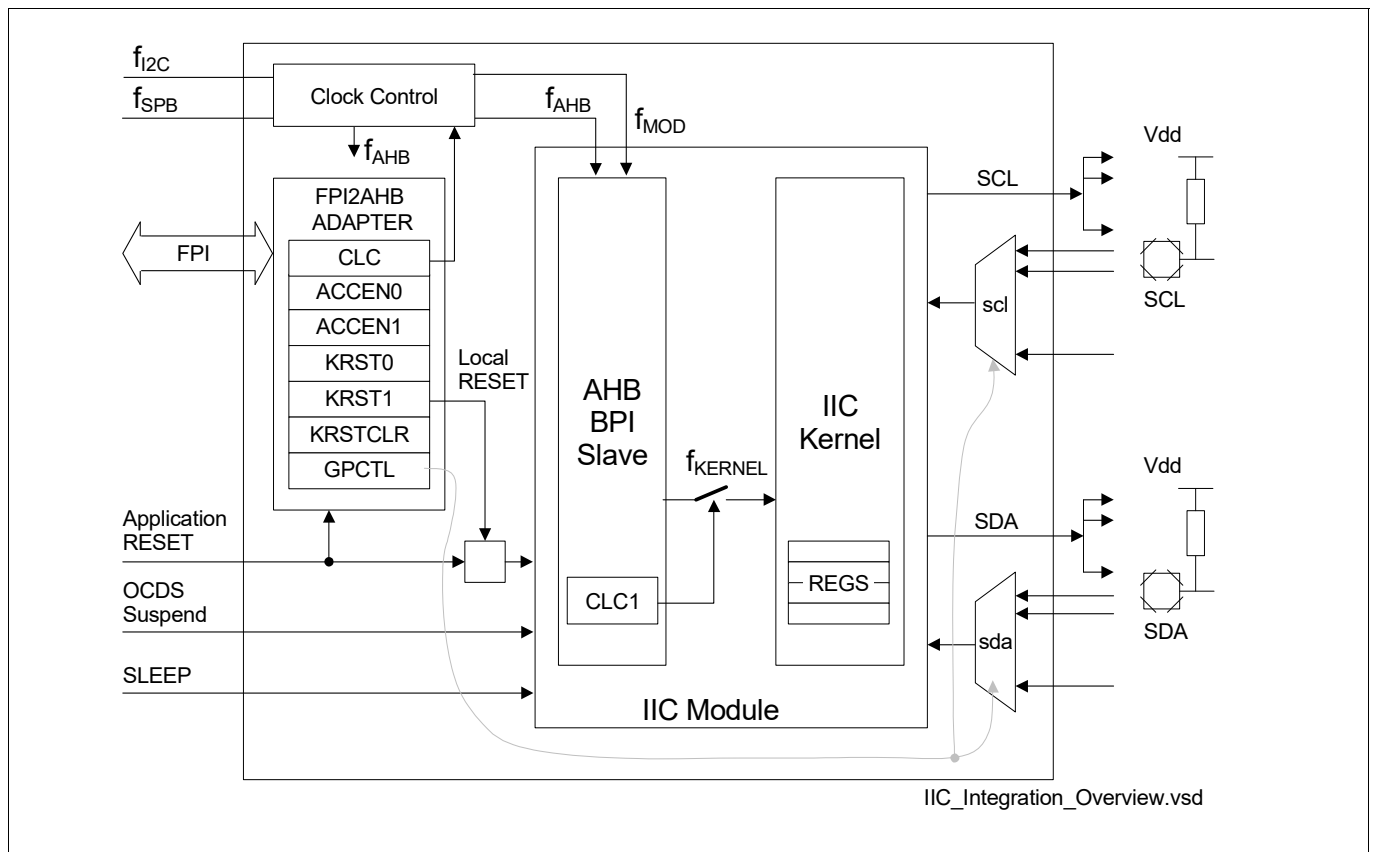 fI2C
fSPB
Clock Control
fAHB
fMOD
fAHB
FPI2AHB
ADAPTER
CLC
ACCEN0
ACCEN1
KRST0
KRST1
KRSTCLR
GPCTL
FPI
Local
RESET
Application
RESET
OCDS
Suspend
SLEEP
AHB
BPI
Slave
CLC1
fKERNEL
IIC
Kernel
REGS
IIC Module
SCL
scl
Vdd
SCL
SDA
sda
Vdd
SDA
IIC_Integration_Overview.vsd